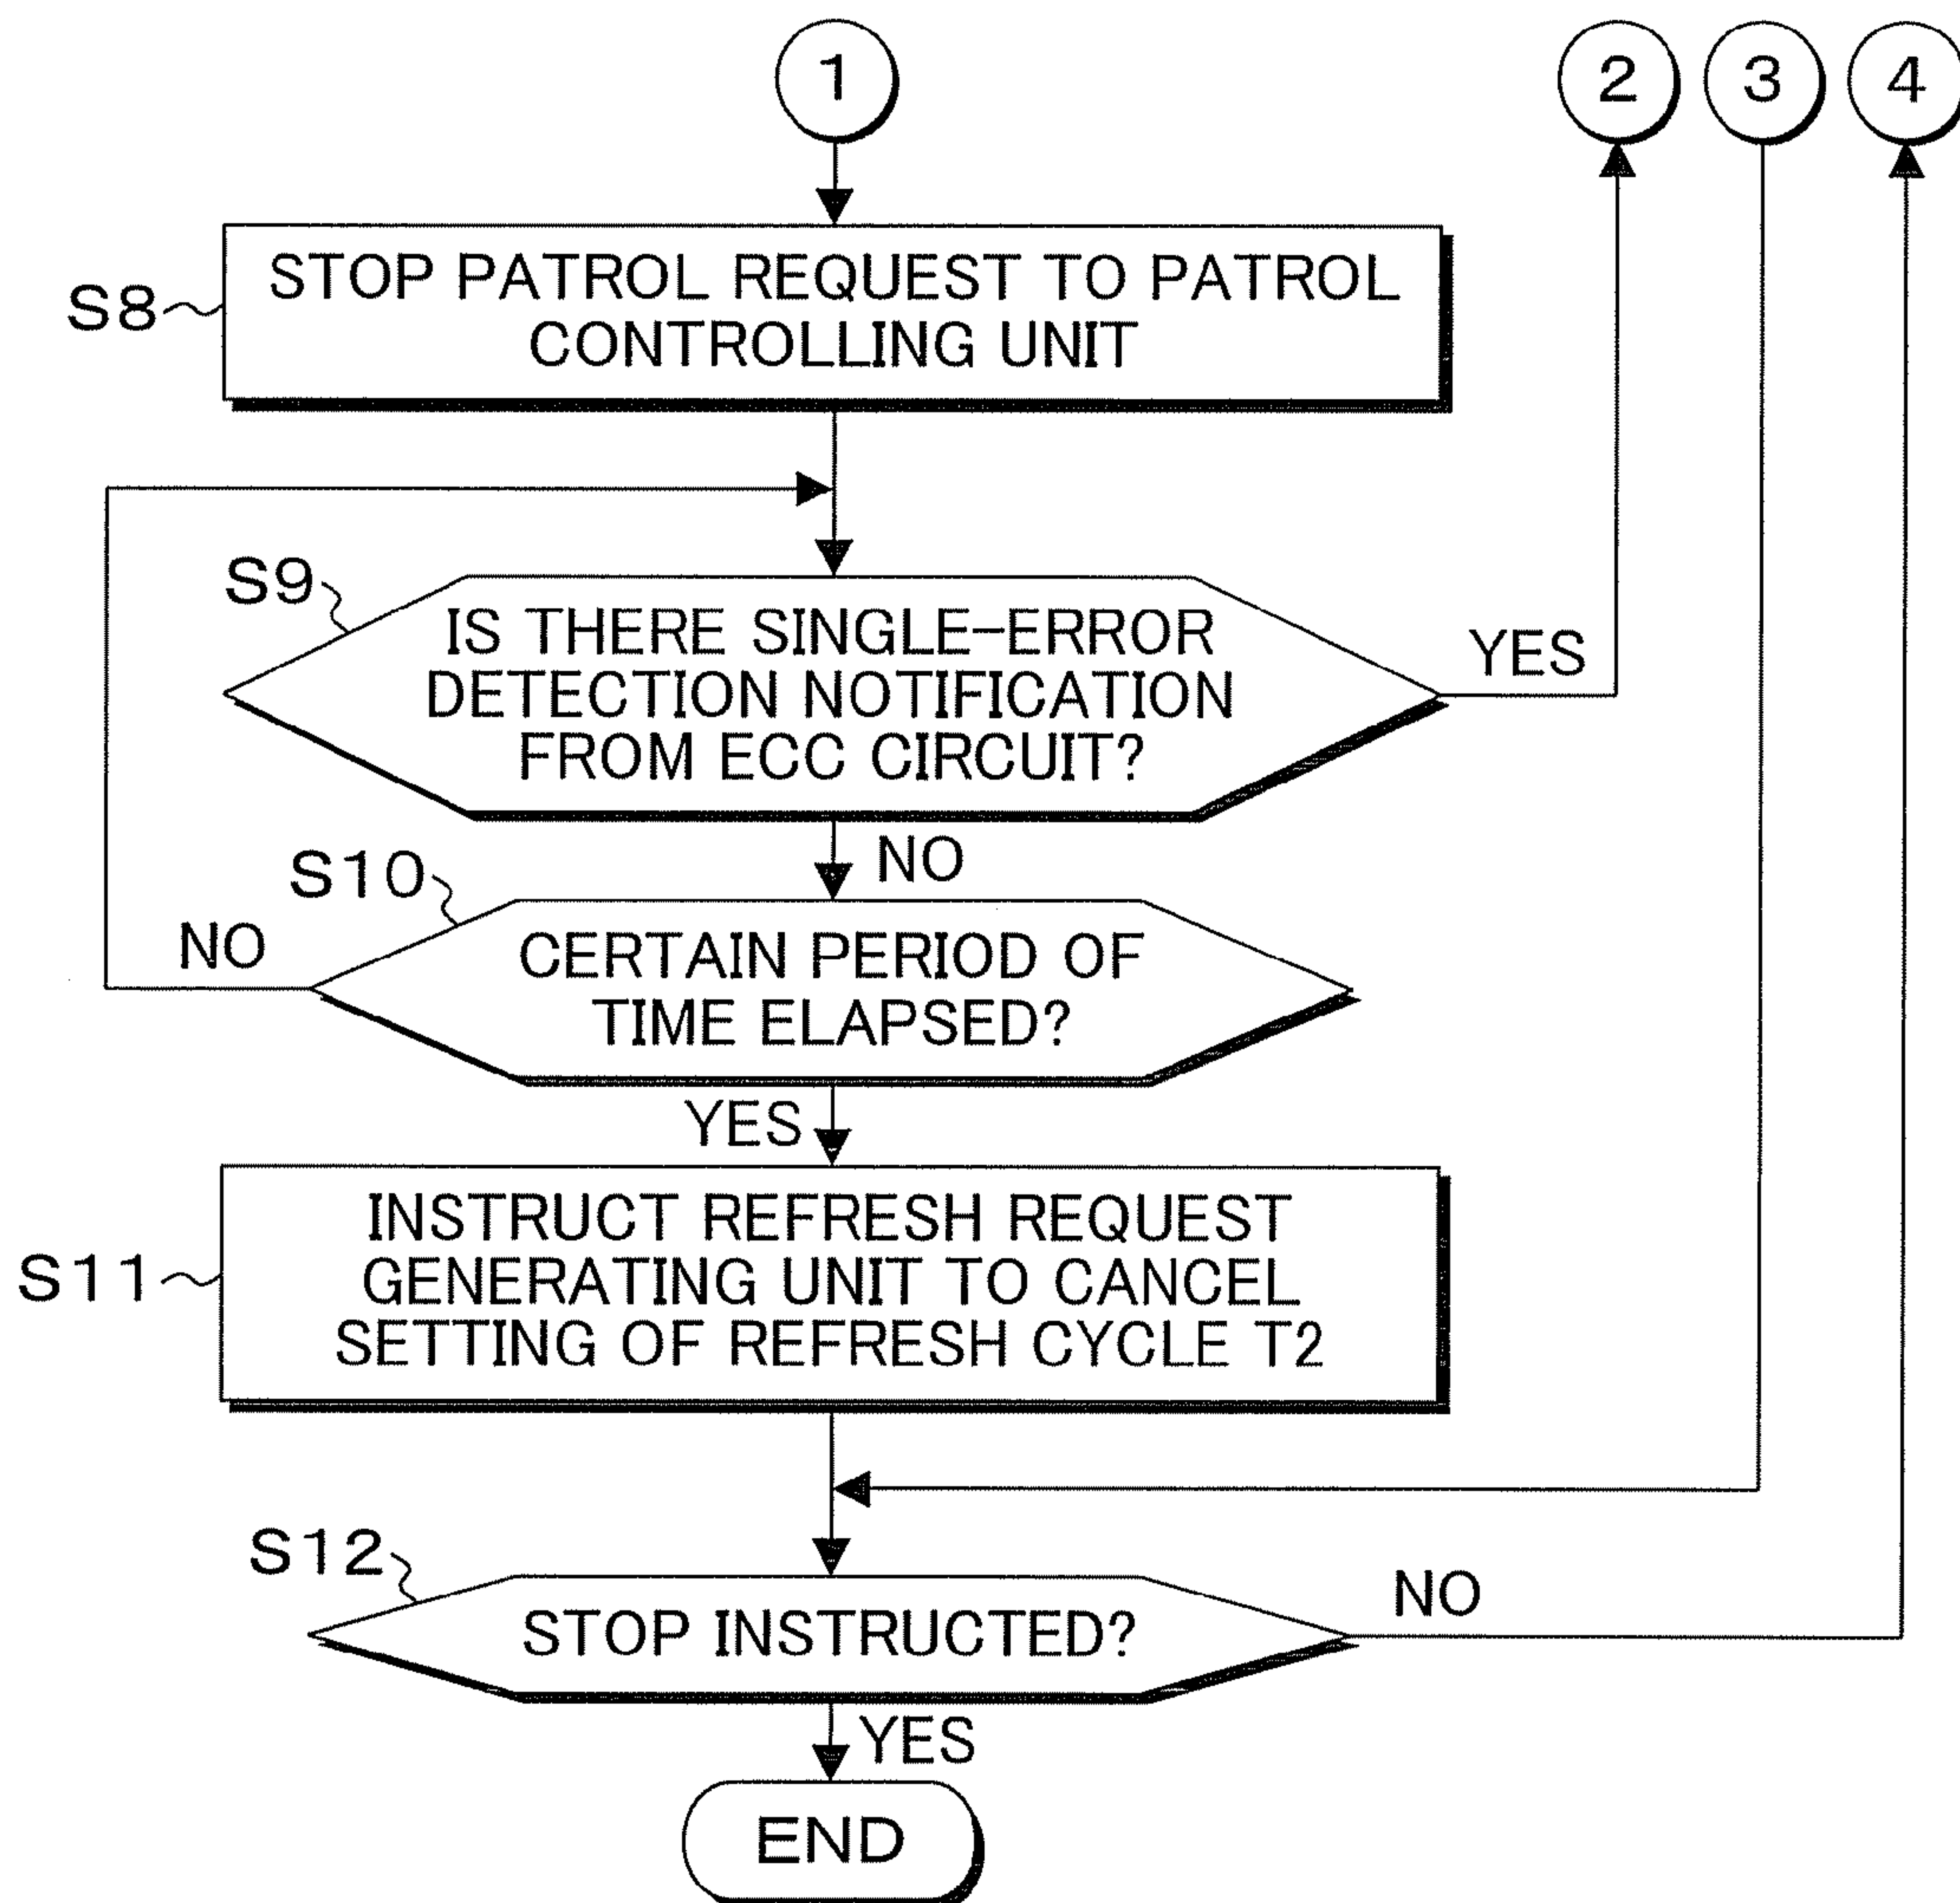 1
2
3
4
S8
STOP PATROL REQUEST TO PATROL
CONTROLLING UNIT
S9
IS THERE SINGLE-ERROR
DETECTION NOTIFICATION
FROM ECC CIRCUIT?
YES
NO
S10
NO
CERTAIN PERIOD OF
TIME ELAPSED?
YES
S11
INSTRUCT REFRESH REQUEST
GENERATING UNIT TO CANCEL
SETTING OF REFRESH CYCLE T2
S12
STOP INSTRUCTED?
NO
YES
END